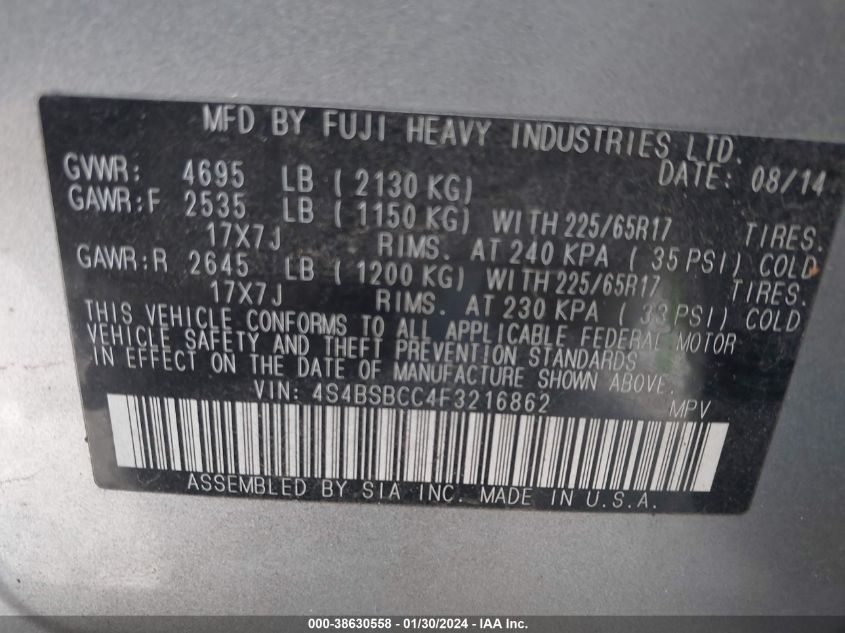 MFD BY FUJI HEAVY INDUSTRIES LTD.
DATE: 08/14
GVWR: 4695 LB ( 2130 KG)
GAWR:F 2535 LB ( 1150 KG) WITH 225/65R17 TIRES.
17X7J RIMS. AT 240 KPA ( 35 PSI) COLD
GAWR:R 2645 LB ( 1200 KG) WITH 225/65R17 TIRES.
17X7J RIMS. AT 230 KPA ( 33 PSI) COLD
THIS VEHICLE CONFORMS TO ALL APPLICABLE FEDERAL MOTOR
VEHICLE SAFETY AND THEFT PREVENTION STANDARDS
IN EFFECT ON THE DATE OF MANUFACTURE SHOWN ABOVE.
VIN: 4S4BSBCC4F3216862 MPV
ASSEMBLED BY SIA INC. MADE IN U.S.A.
000-38630558 - 01/30/2024 - IAA Inc.